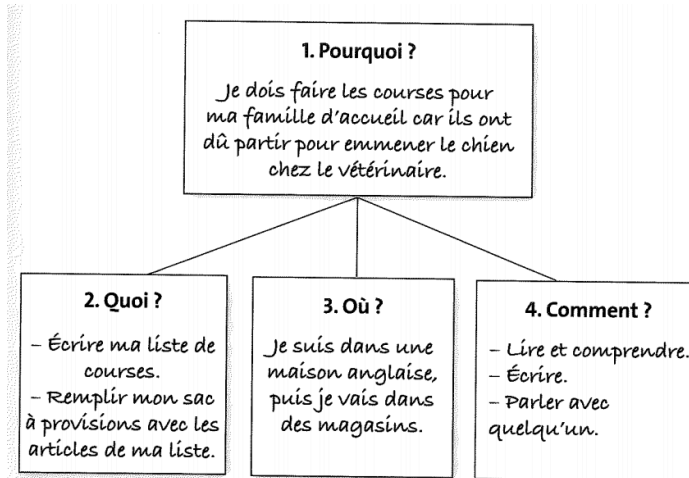 1. Pourquoi ?
Je dois faire les courses pour
ma famille d'accueil car ils ont
dû partir pour emmener le chien
chez le vétérinaire.
2. Quoi ?
– Écrire ma liste de
courses.
– Remplir mon sac
à provisions avec les
articles de ma liste.
3. Où ?
Je suis dans une
maison anglaise,
puis je vais dans
des magasins.
4. Comment ?
– Lire et comprendre.
– Écrire.
– Parler avec
quelqu'un.